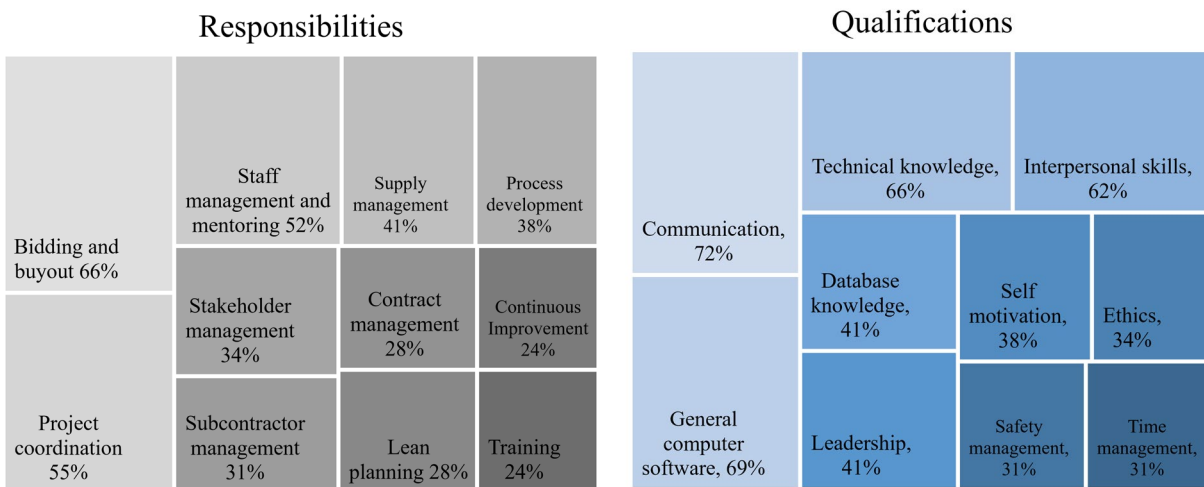 Responsibilities
Bidding and
buyout 66%
Project
coordination
55%
Staff
management and
mentoring 52%
Supply
management
41%
Process
development
38%
Stakeholder
management
34%
Contract
management
28%
Continuous
Improvement
24%
Subcontractor
management
31%
Lean
planning 28%
Training
24%
Qualifications
Communication,
72%
General
computer
software, 69%
Technical knowledge,
66%
Interpersonal skills,
62%
Database
knowledge,
41%
Self
motivation,
38%
Ethics,
34%
Leadership,
41%
Safety
management,
31%
Time
management,
31%